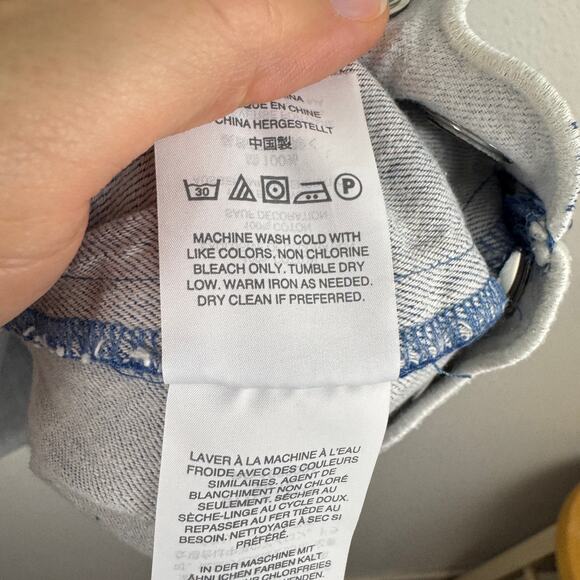 QUE EN CHINE
CHINA HERGESTELLT
中国製
30 P
MACHINE WASH COLD WITH
LIKE COLORS. NON CHLORINE
BLEACH ONLY. TUMBLE DRY
LOW. WARM IRON AS NEEDED.
DRY CLEAN IF PREFERRED.
LAVER À LA MACHINE À L'EAU
FROIDE AVEC DES COULEURS
SIMILAIRES. AGENT DE
BLANCHIMENT NON CHLORÉ
SEULEMENT. SÉCHER AU
SÈCHE-LINGE AU CYCLE DOUX.
REPASSER AU FER TIÈDE AU
BESOIN. NETTOYAGE À SEC SI
PRÉFÉRÉ.
IN DER MASCHINE MIT
ÄHNLICHEN FARBEN KALT
CHLORFREIES